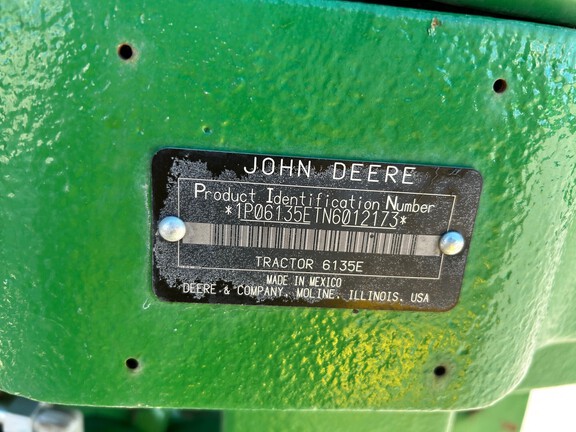 JOHN DEERE
Product Identification Number
*1P06135ETN6012173*
TRACTOR 6135E
MADE IN MEXICO
DEERE & COMPANY, MOLINE, ILLINOIS, USA